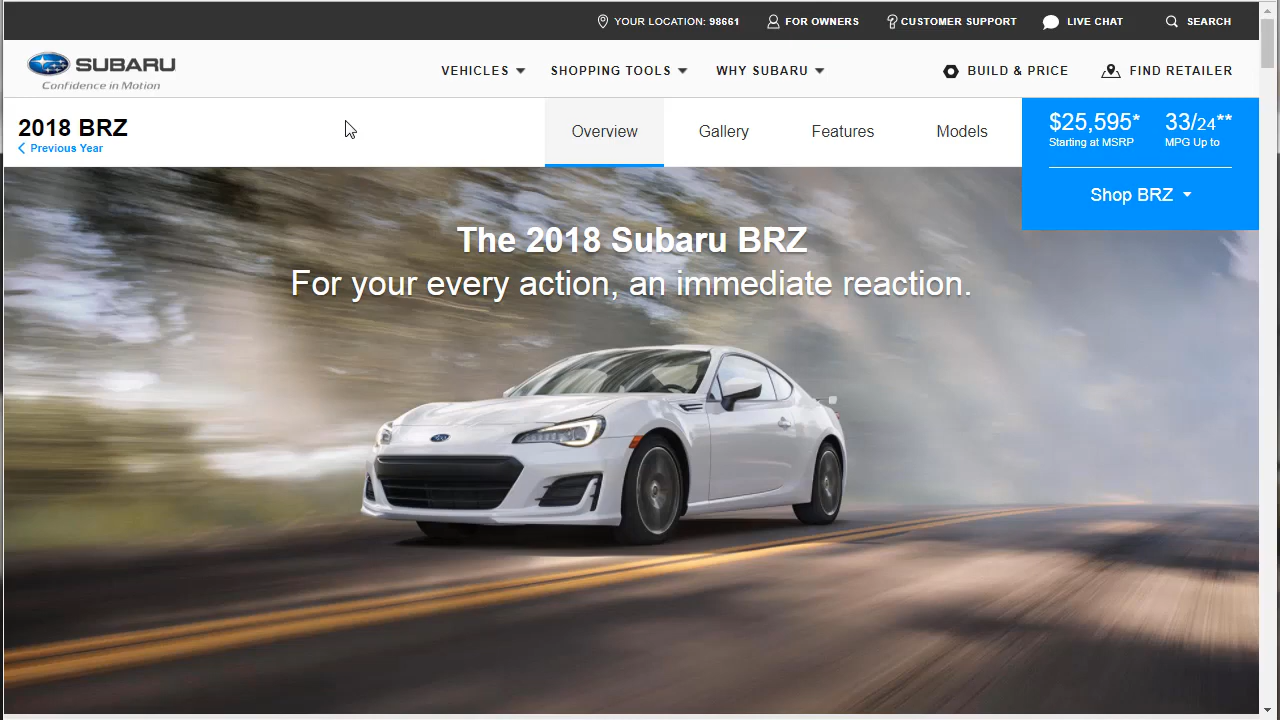 YOUR LOCATION: 98661 FOR OWNERS CUSTOMER SUPPORT LIVE CHAT SEARCH
SUBARU
Confidence in Motion
VEHICLES SHOPPING TOOLS WHY SUBARU BUILD & PRICE FIND RETAILER
2018 BRZ
Previous Year
Overview Gallery Features Models
$25,595* 33/24**
Starting at MSRP MPG Up to
Shop BRZ
The 2018 Subaru BRZ
For your every action, an immediate reaction.